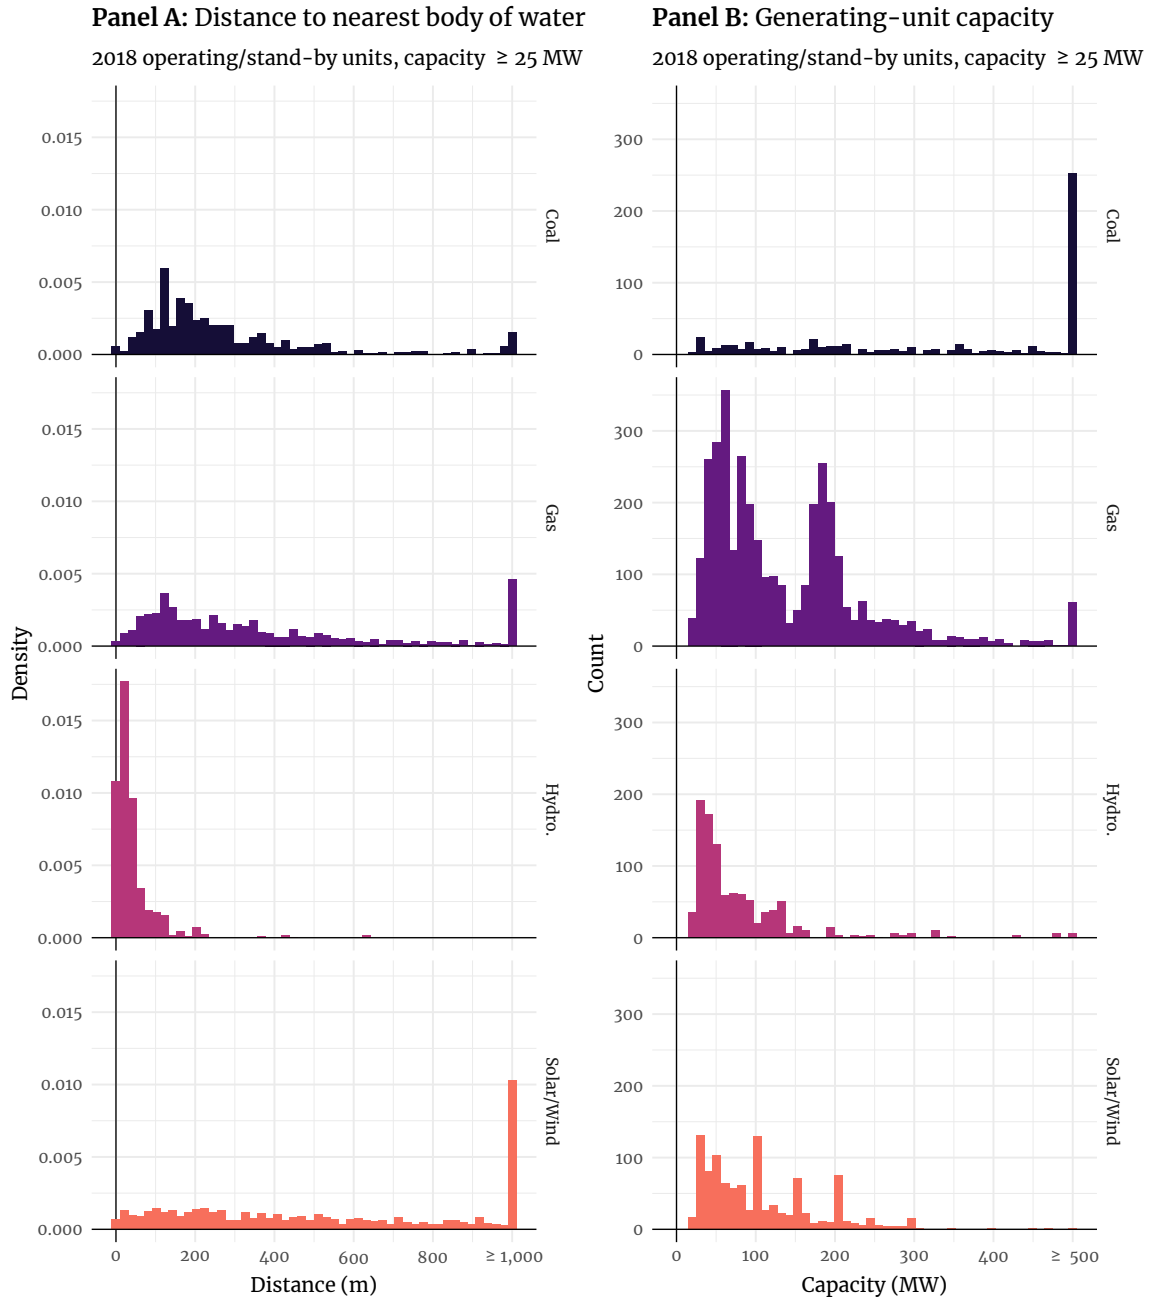 Panel A: Distance to nearest body of water
2018 operating/stand-by units, capacity ≥ 25 MW
Density
0.015
0.010
0.005
0.000
Coal
0.015
0.010
0.005
0.000
Gas
0.015
0.010
0.005
0.000
Hydro.
0.015
0.010
0.005
0.000
Solar/Wind
0
200
400
600
800
≥ 1,000
Distance (m)
Panel B: Generating-unit capacity
2018 operating/stand-by units, capacity ≥ 25 MW
Count
300
200
100
0
Coal
300
200
100
0
Gas
300
200
100
0
Hydro.
300
200
100
0
Solar/Wind
0
100
200
300
400
≥ 500
Capacity (MW)